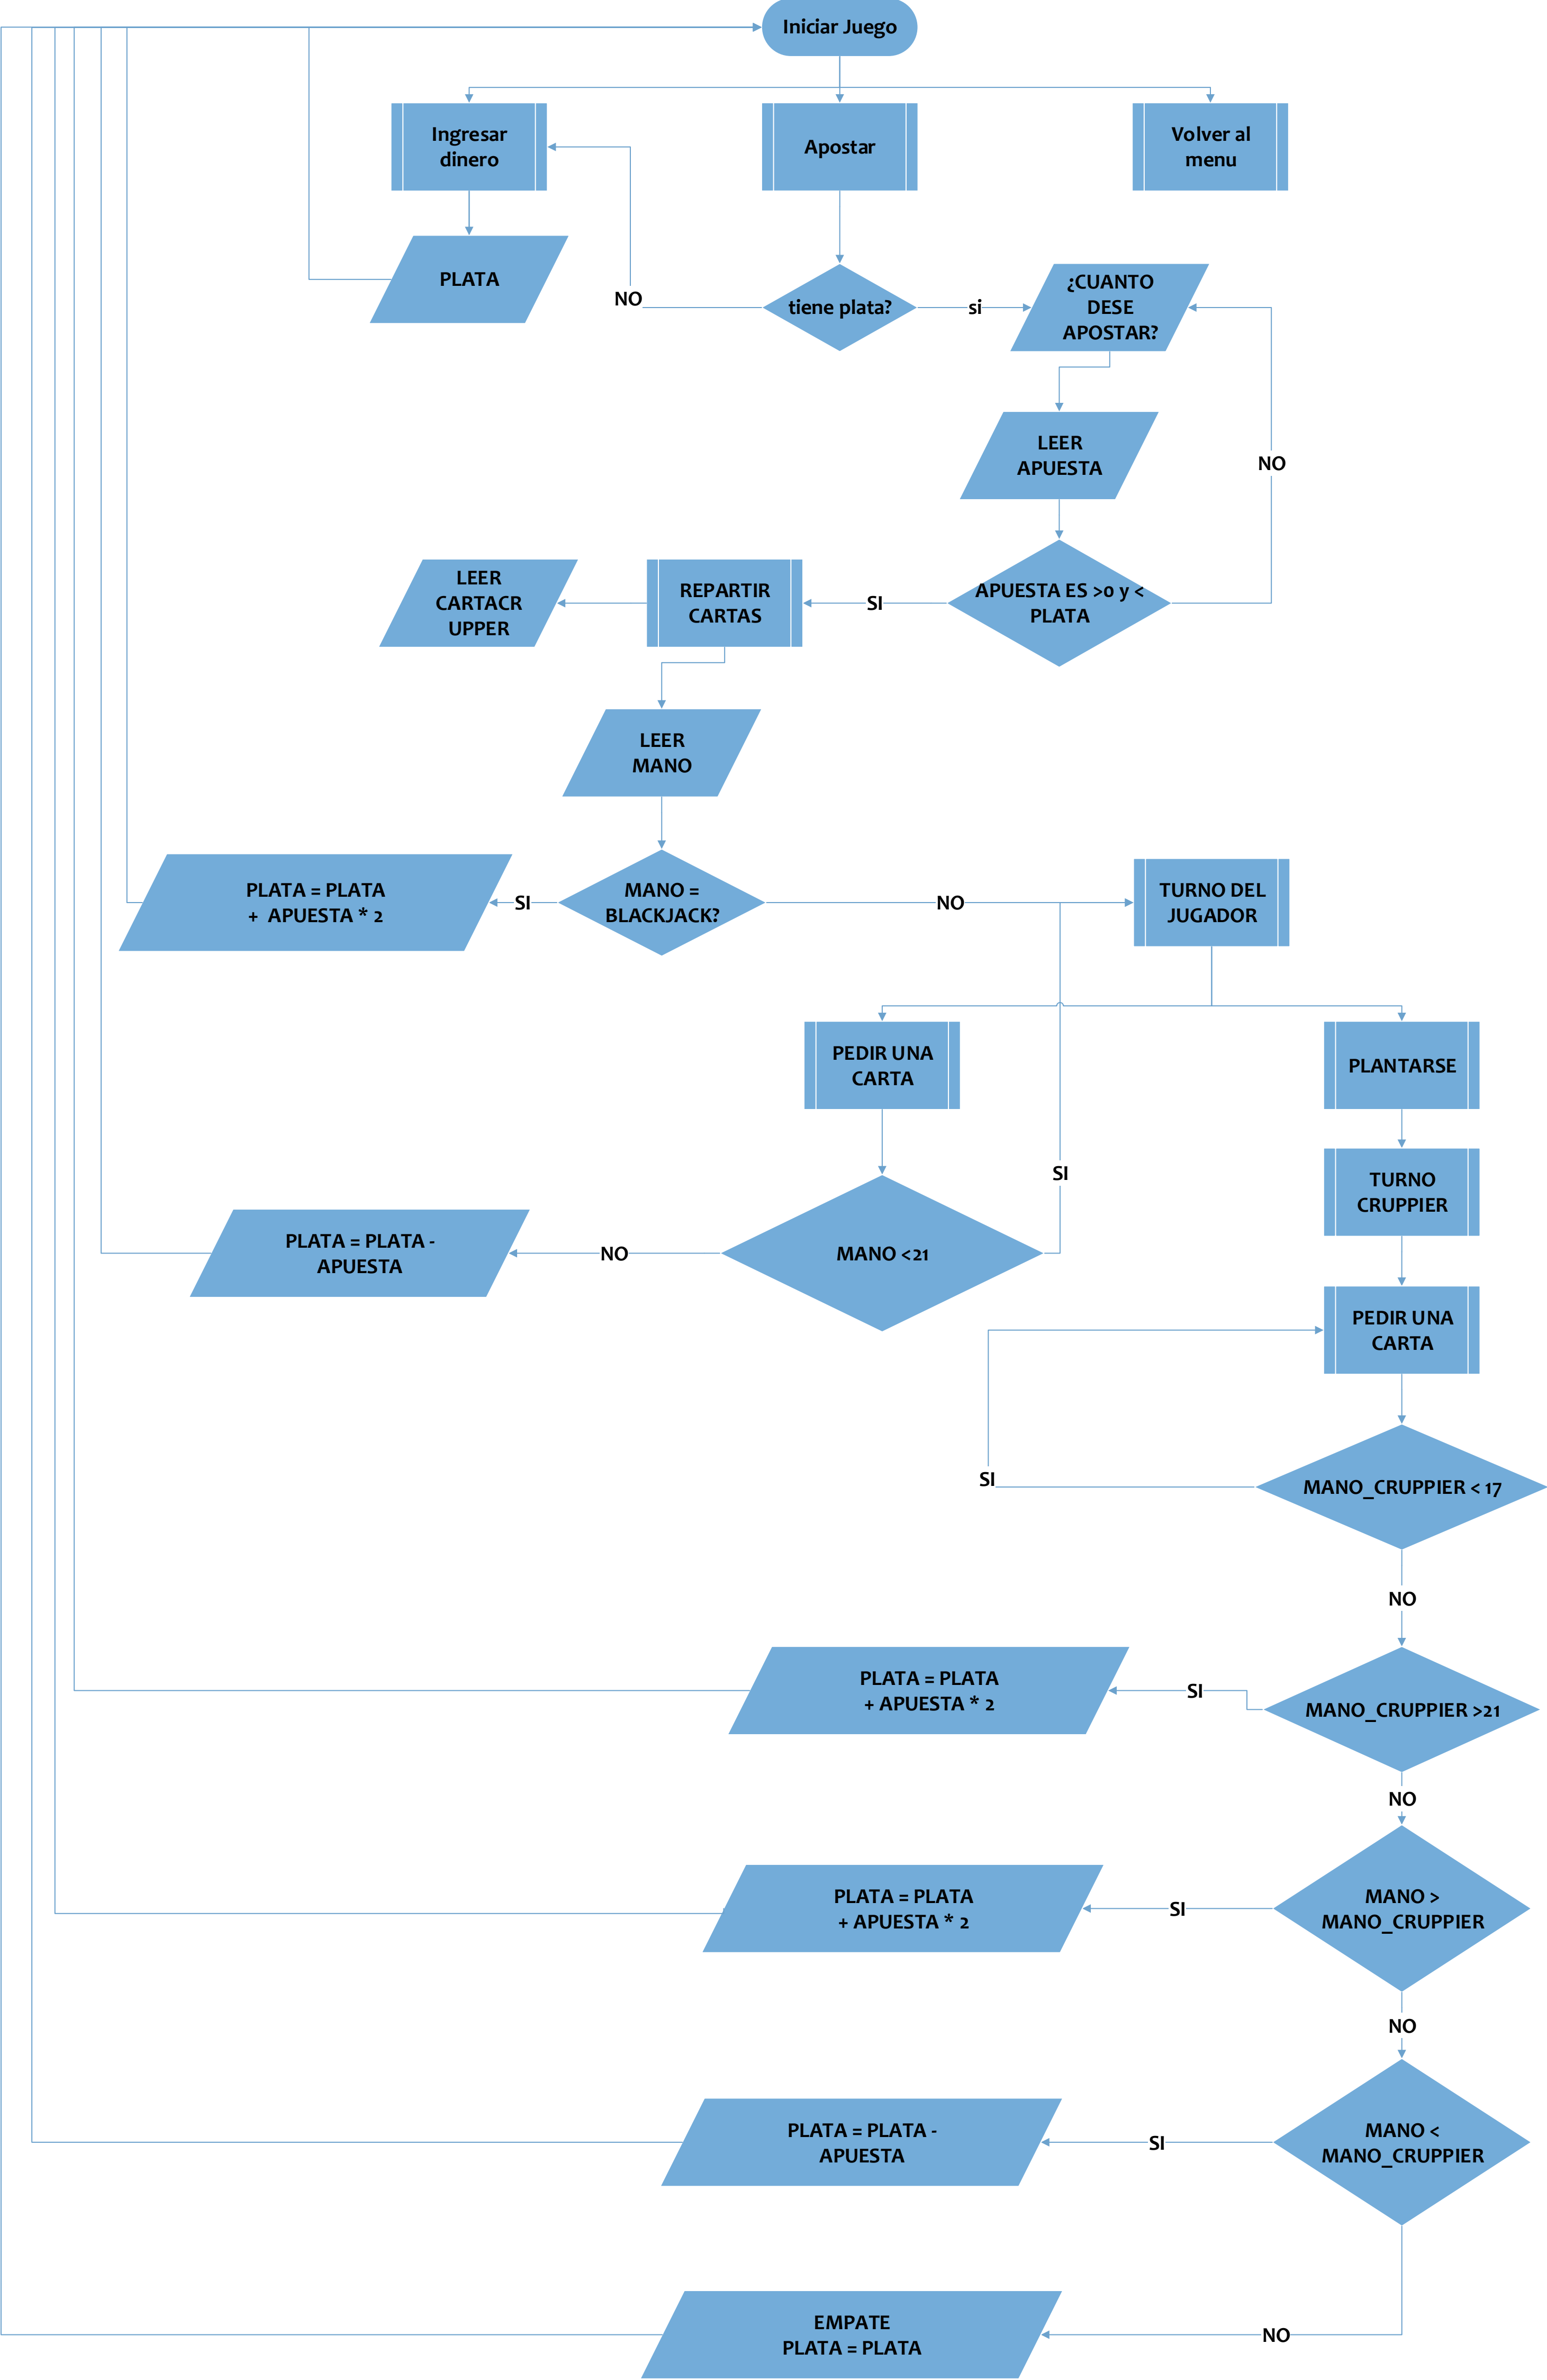 Iniciar Juego
Ingresar
dinero
Apostar
Volver al
menu
PLATA
NO
tiene plata?
si
¿CUANTO
DESE
APOSTAR?
LEER
APUESTA
NO
LEER
CARTACR
UPPER
REPARTIR
CARTAS
SI
APUESTA ES >0 y <
PLATA
LEER
MANO
PLATA = PLATA
+ APUESTA * 2
SI
MANO =
BLACKJACK?
NO
TURNO DEL
JUGADOR
PEDIR UNA
CARTA
PLANTARSE
SI
TURNO
CRUPPIER
PLATA = PLATA -
APUESTA
NO
MANO <21
PEDIR UNA
CARTA
SI
MANO_CRUPPIER < 17
NO
PLATA = PLATA
+ APUESTA * 2
SI
MANO_CRUPPIER >21
NO
PLATA = PLATA
+ APUESTA * 2
SI
MANO >
MANO_CRUPPIER
NO
PLATA = PLATA -
APUESTA
SI
MANO <
MANO_CRUPPIER
EMPATE
PLATA = PLATA
NO